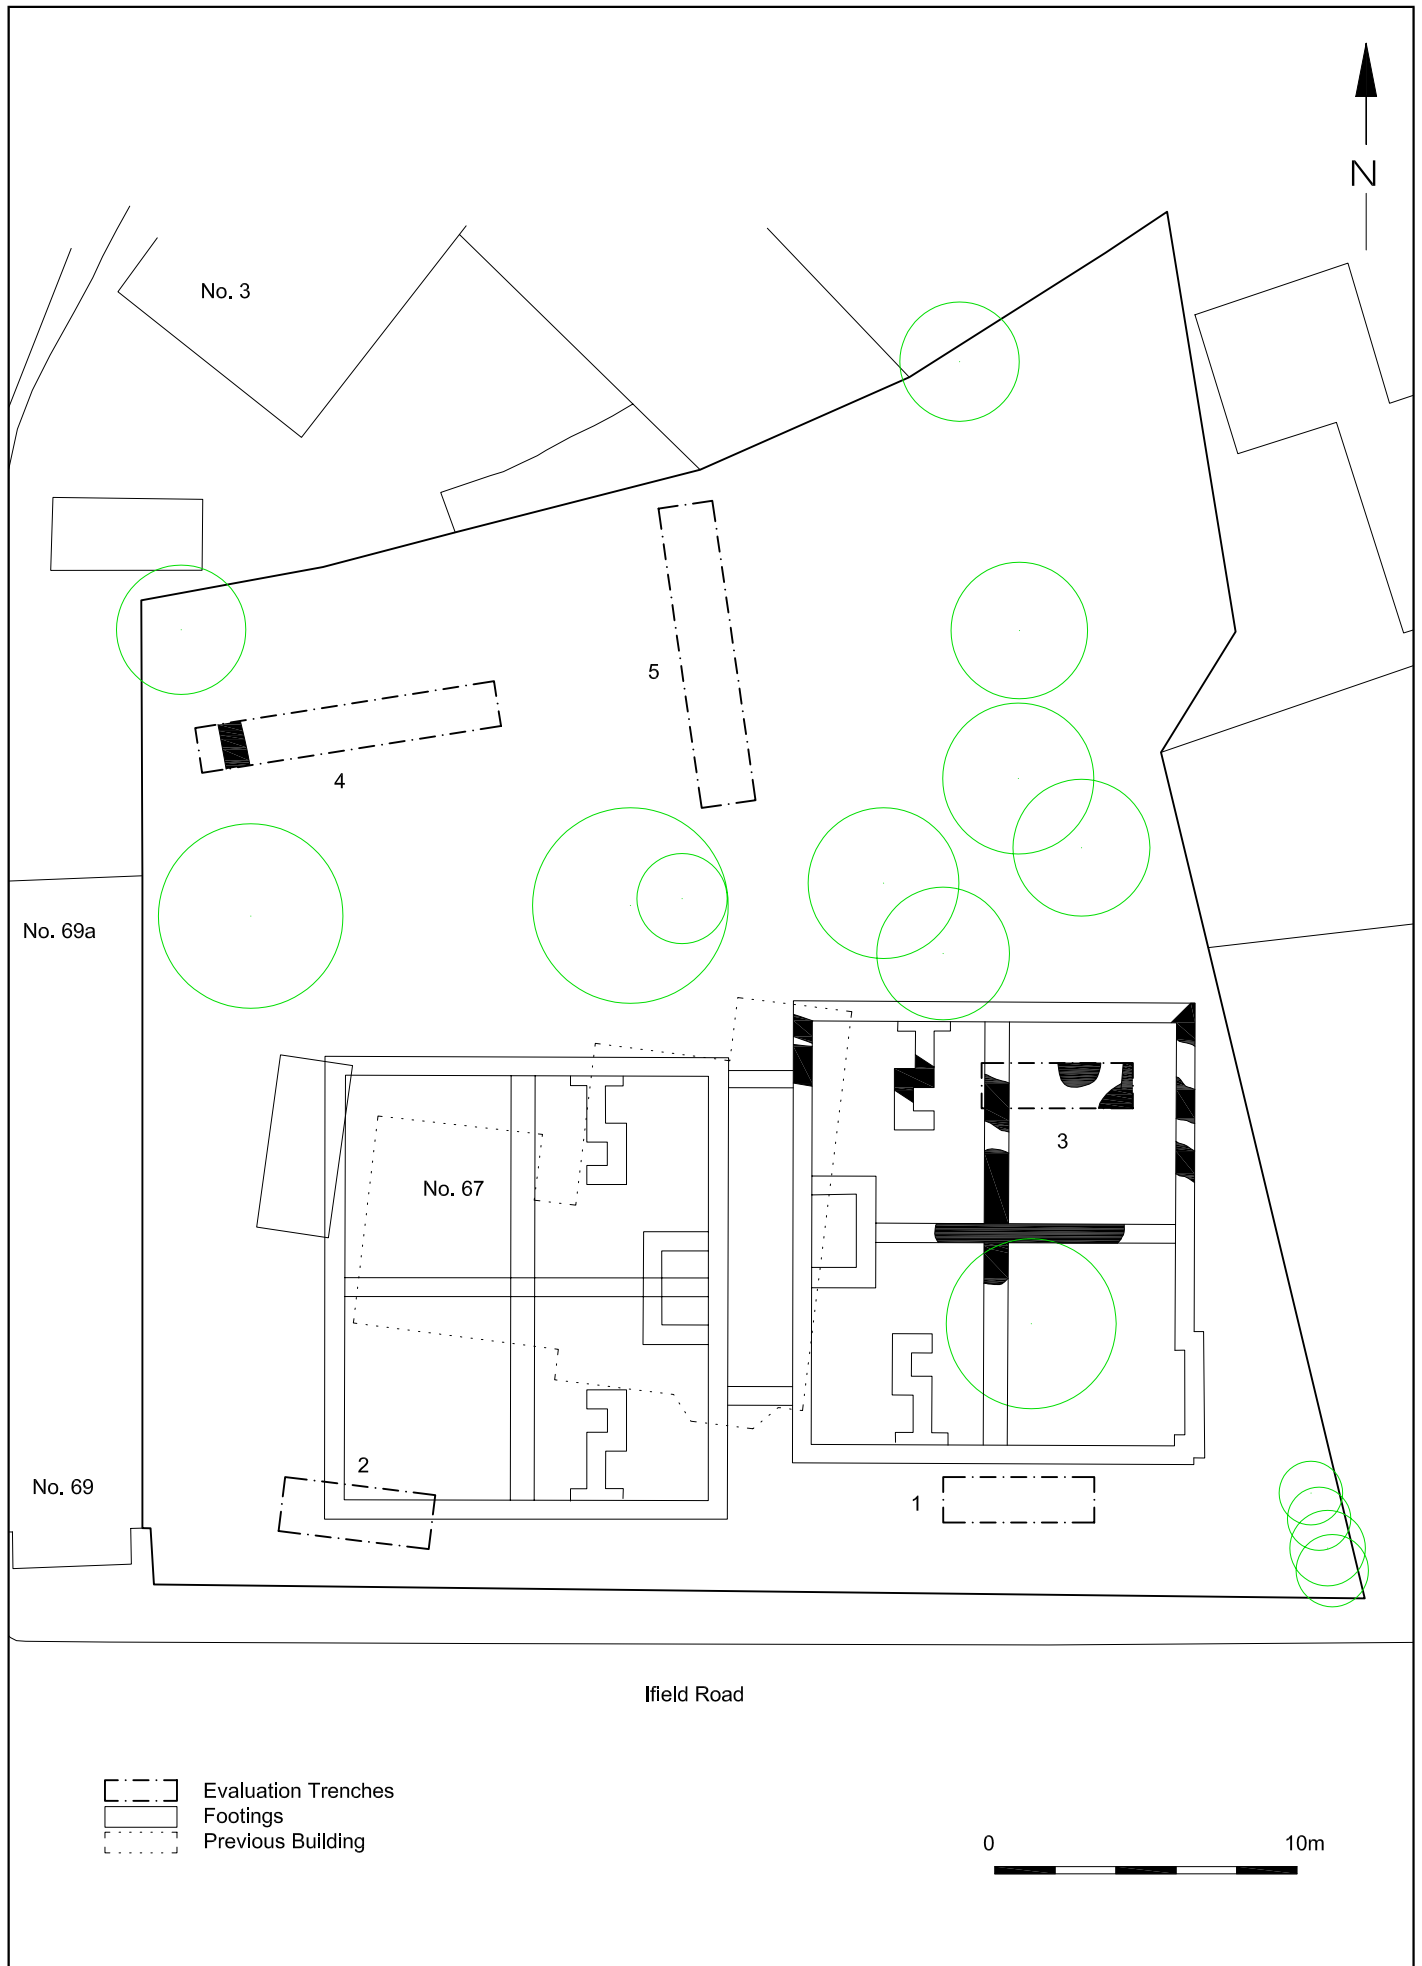 N
No. 3
5
4
No. 69a
3
No. 67
2
No. 69
1
Ifield Road
Evaluation Trenches
Footings
Previous Building
0 10m